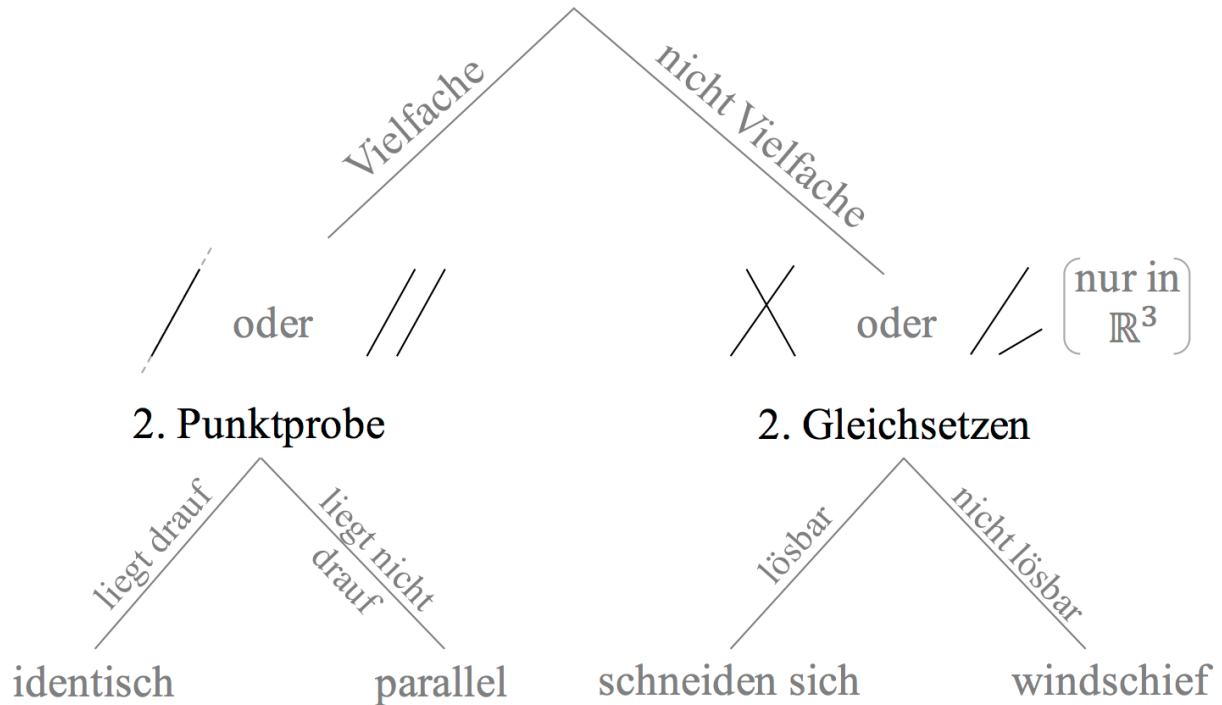 Vielfache
nicht Vielfache
oder
oder
nur in
ℝ³
2. Punktprobe
2. Gleichsetzen
liegt drauf
liegt nicht
drauf
lösbar
nicht lösbar
identisch
parallel
schneiden sich
windschief